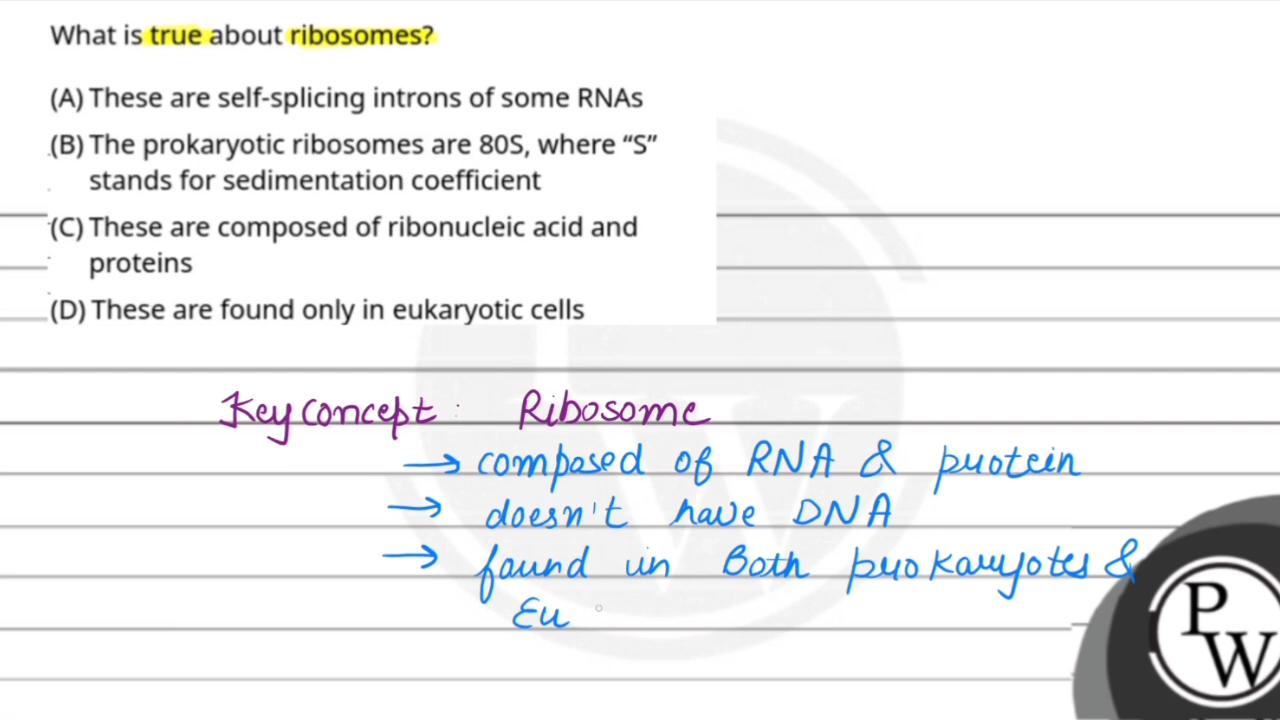 What is true about ribosomes?
(A) These are self-splicing introns of some RNAs
(B) The prokaryotic ribosomes are 80S, where “S”
stands for sedimentation coefficient
(C) These are composed of ribonucleic acid and
proteins
(D) These are found only in eukaryotic cells
Key concept : Ribosome
→ composed of RNA & protein
→ doesn't have DNA
→ found in Both prokaryotes &
Eu
P
W